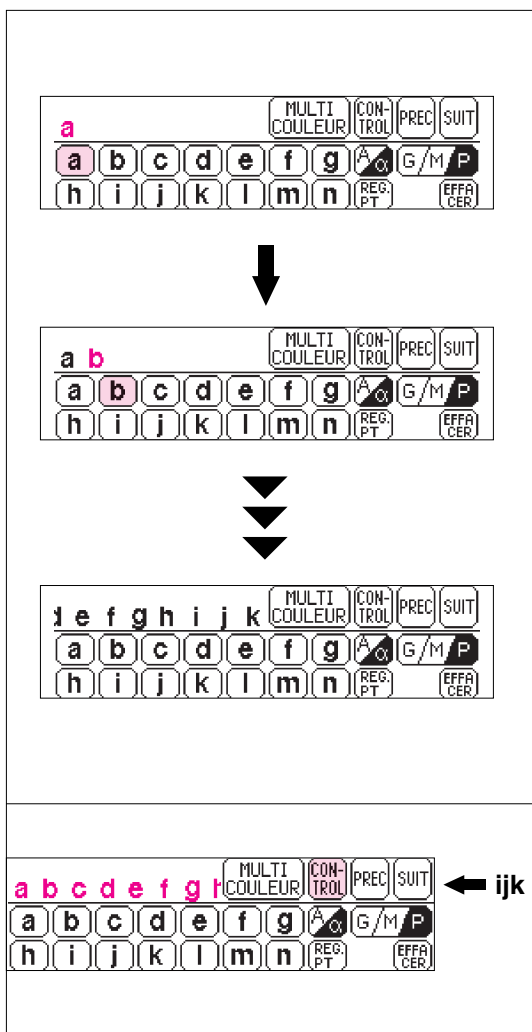 MULTI CON- PREC SUIT
a COULEUR TROL
a b c d e f g A α G/M/P
h i j k l m n REG. PT EFFA CER
MULTI CON- PREC SUIT
a b COULEUR TROL
a b c d e f g A α G/M/P
h i j k l m n REG. PT EFFA CER
MULTI CON- PREC SUIT
d e f g h i j k COULEUR TROL
a b c d e f g A α G/M/P
h i j k l m n REG. PT EFFA CER
MULTI CON- PREC SUIT
a b c d e f g h COULEUR TROL ijk
a b c d e f g A α G/M/P
h i j k l m n REG. PT EFFA CER